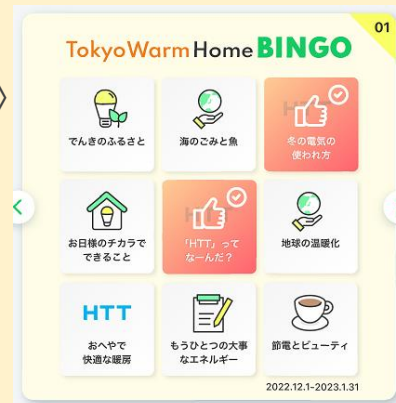 01
TokyoWarm Home BINGO
でんきのふるさと
海のごみと魚
冬の電気の
使われ方
お日様のチカラで
できること
「HTT」って
なーんだ?
地球の温暖化
HTT
おへやで
快適な暖房
もうひとつの大事
なエネルギー
節電とビューティ
2022.12.1-2023.1.31